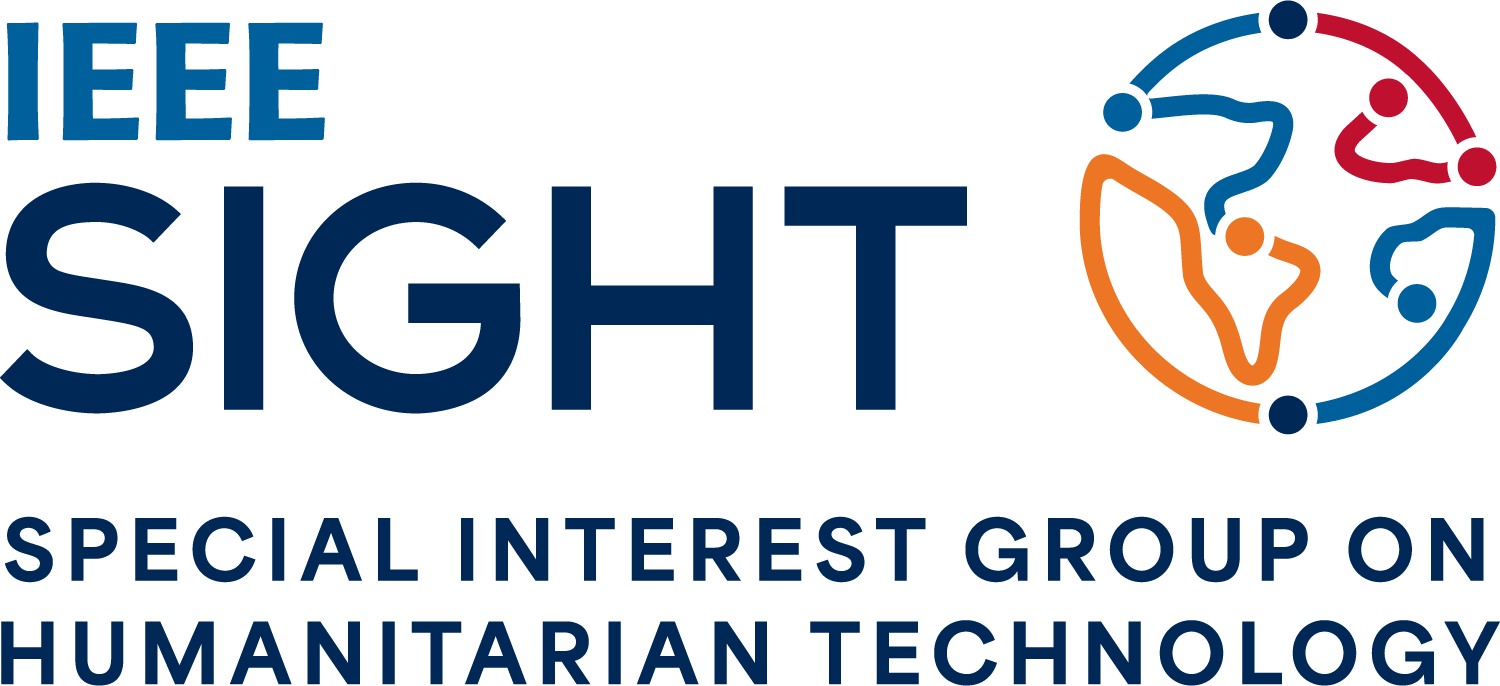 IEEE
SIGHT
SPECIAL INTEREST GROUP ON
HUMANITARIAN TECHNOLOGY